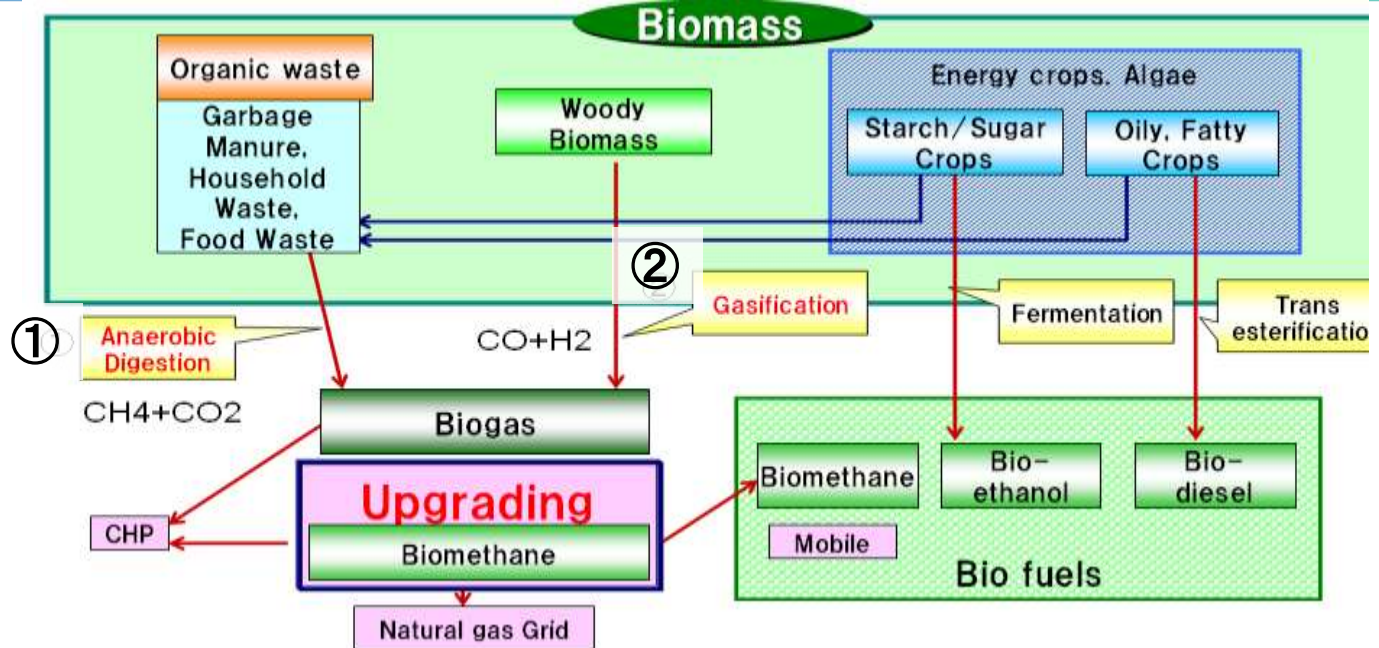 Biomass
Organic waste
Garbage
Manure,
Household
Waste,
Food Waste
Woody
Biomass
Energy crops. Algae
Starch/Sugar
Crops
Oily, Fatty
Crops
①
Anaerobic
Digestion
CH4+CO2
②
Gasification
CO+H2
Fermentation
Trans
esterificatio
Biogas
Upgrading
Biomethane
CHP
Natural gas Grid
Biomethane
Mobile
Bio-
ethanol
Bio-
diesel
Bio fuels